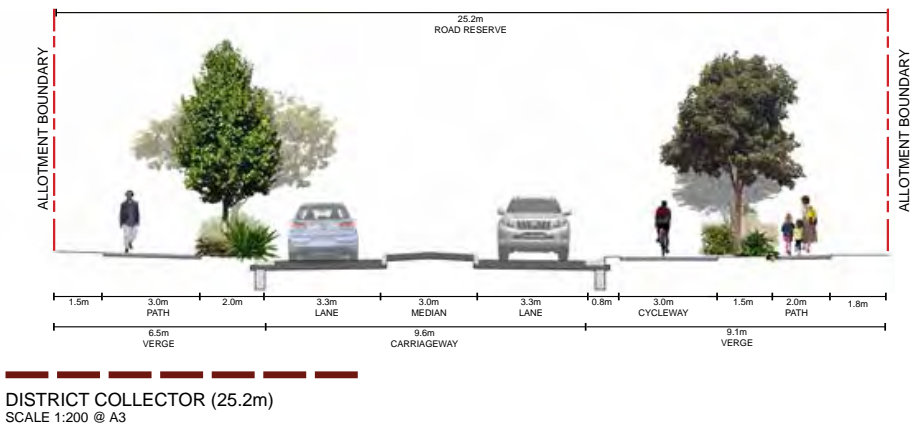 25.2m
ROAD RESERVE
ALLOTMENT BOUNDARY
ALLOTMENT BOUNDARY
1.5m
3.0m
PATH
2.0m
3.3m
LANE
3.0m
MEDIAN
3.3m
LANE
0.8m
3.0m
CYCLEWAY
1.5m
2.0m
PATH
1.8m
6.5m
VERGE
9.6m
CARRIAGEWAY
9.1m
VERGE
DISTRICT COLLECTOR (25.2m)
SCALE 1:200 @ A3